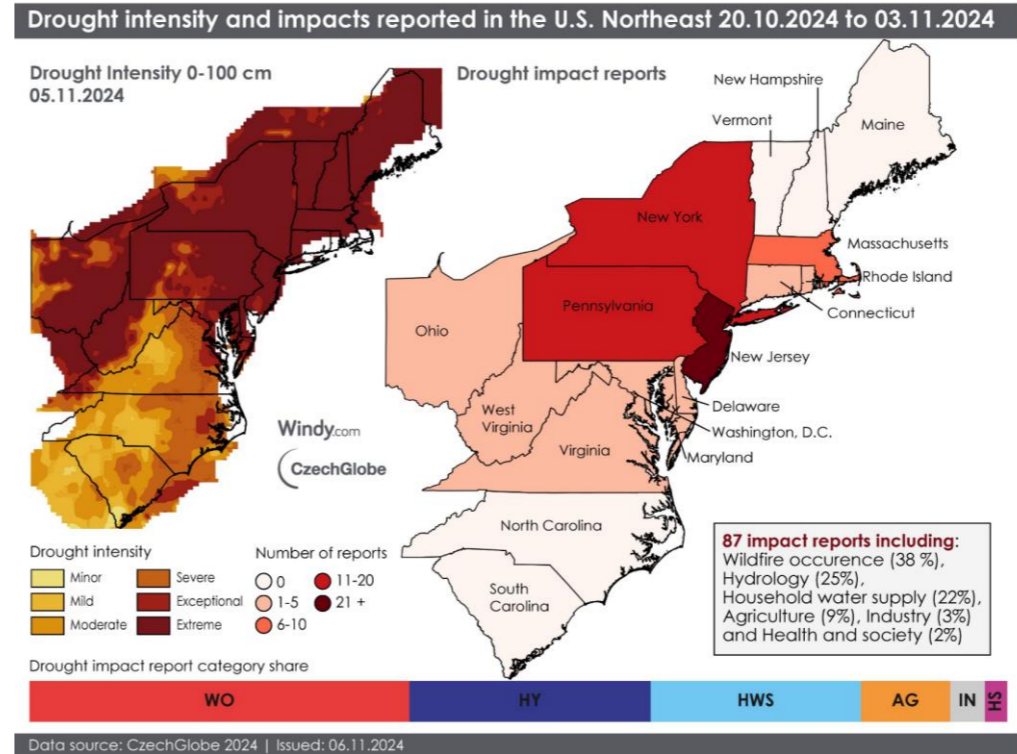 Drought intensity and impacts reported in the U.S. Northeast 20.10.2024 to 03.11.2024
Drought Intensity 0-100 cm
05.11.2024
Drought impact reports
New Hampshire
Vermont
Maine
New York
Massachusetts
Rhode Island
Connecticut
Pennsylvania
Ohio
New Jersey
Delaware
West
Virginia
Washington, D.C.
Virginia
Maryland
Windy.com
CzechGlobe
North Carolina
South
Carolina
Drought intensity
Minor
Mild
Moderate
Severe
Exceptional
Extreme
Number of reports
0
1-5
6-10
11-20
21 +
87 impact reports including:
Wildfire occurence (38 %),
Hydrology (25%),
Household water supply (22%),
Agriculture (9%), Industry (3%)
and Health and society (2%)
Drought impact report category share
WO
HY
HWS
AG
IN
HS
Data source: CzechGlobe 2024 | Issued: 06.11.2024